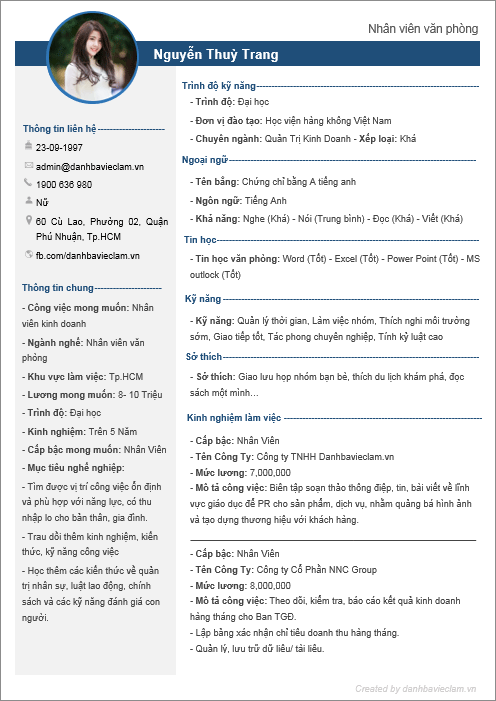 Nhân viên văn phòng
Nguyễn Thuỳ Trang
Thông tin liên hệ
23-09-1997
admin@danhbavieclam.vn
1900 636 980
Nữ
60 Cù Lao, Phường 02, Quận
Phú Nhuận, Tp.HCM
fb.com/danhbavieclam.vn
Thông tin chung
- Công việc mong muốn: Nhân
viên kinh doanh
- Ngành nghề: Nhân viên văn
phòng
- Khu vực làm việc: Tp.HCM
- Lương mong muốn: 8- 10 Triệu
- Trình độ: Đại học
- Kinh nghiệm: Trên 5 Năm
- Cấp bậc mong muốn: Nhân Viên
- Mục tiêu nghề nghiệp:
- Tìm được vị trí công việc ổn định
và phù hợp với năng lực, có thu
nhập lo cho bản thân, gia đình.
- Trau dồi thêm kinh nghiệm, kiến
thức, kỹ năng công việc
- Học thêm các kiến thức về quản
trị nhân sự, luật lao động, chính
sách và các kỹ năng đánh giá con
người.
Trình độ kỹ năng
- Trình độ: Đại học
- Đơn vị đào tạo: Học viện hàng không Việt Nam
- Chuyên ngành: Quản Trị Kinh Doanh - Xếp loại: Khá
Ngoại ngữ
- Tên bằng: Chứng chỉ bằng A tiếng anh
- Ngôn ngữ: Tiếng Anh
- Khả năng: Nghe (Khá) - Nói (Trung bình) - Đọc (Khá) - Viết (Khá)
Tin học
- Tin học văn phòng: Word (Tốt) - Excel (Tốt) - Power Point (Tốt) - MS
outlock (Tốt)
Kỹ năng
- Kỹ năng: Quản lý thời gian, Làm việc nhóm, Thích nghi môi trường
sớm, Giao tiếp tốt, Tác phong chuyên nghiệp, Tính kỷ luật cao
Sở thích
- Sở thích: Giao lưu họp nhóm bạn bè, thích du lịch khám phá, đọc
sách một mình…
Kinh nghiệm làm việc
- Cấp bậc: Nhân Viên
- Tên Công Ty: Công ty TNHH Danhbavieclam.vn
- Mức lương: 7,000,000
- Mô tả công việc: Biên tập soạn thảo thông điệp, tin, bài viết về lĩnh
vực giáo dục để PR cho sản phẩm, dịch vụ, nhằm quảng bá hình ảnh
và tạo dựng thương hiệu với khách hàng.
- Cấp bậc: Nhân Viên
- Tên Công Ty: Công ty Cổ Phần NNC Group
- Mức lương: 8,000,000
- Mô tả công việc: Theo dõi, kiểm tra, báo cáo kết quả kinh doanh
hàng tháng cho Ban TGĐ.
- Lập bảng xác nhận chỉ tiêu doanh thu hàng tháng.
- Quản lý, lưu trữ dữ liệu/ tài liệu.
Created by danhbavieclam.vn